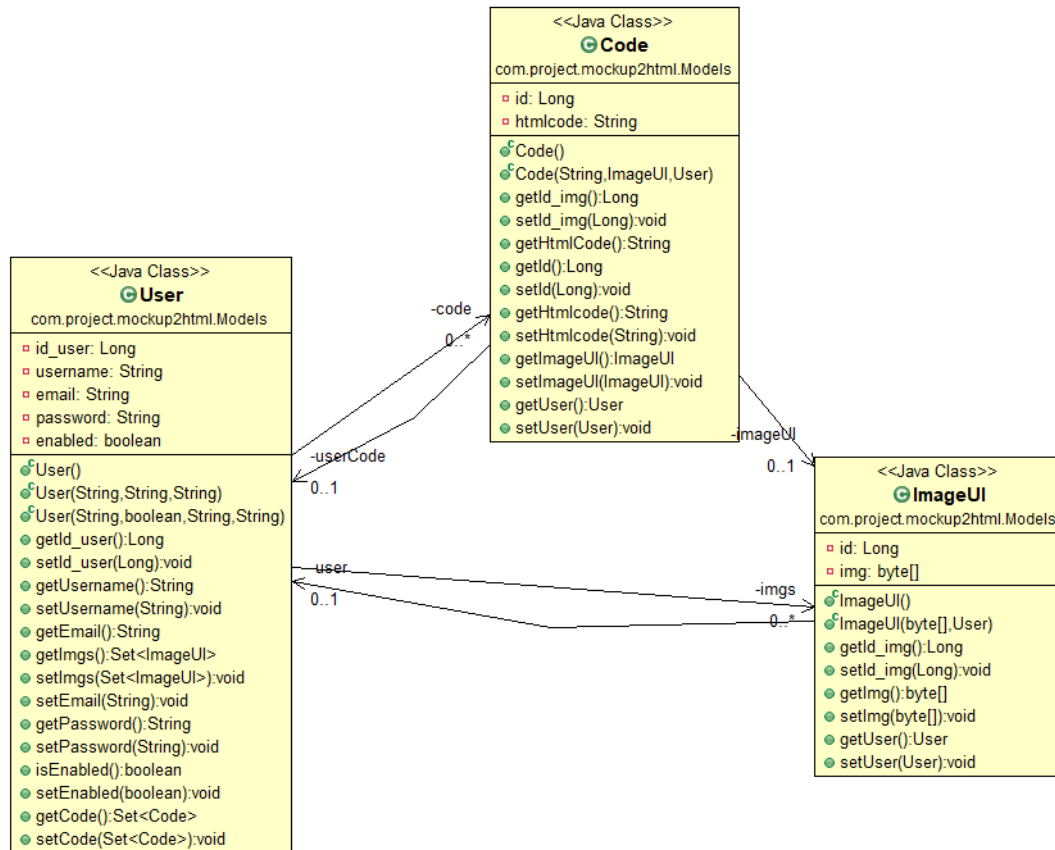 <<Java Class>>
Code
com.project.mockup2html.Models
id: Long
htmlcode: String
Code()
Code(String,ImageUI,User)
getId_img():Long
setId_img(Long):void
getHtmlCode():String
getId():Long
setId(Long):void
getHtmlcode():String
setHtmlcode(String):void
getImageUI():ImageUI
setImageUI(ImageUI):void
getUser():User
setUser(User):void
<<Java Class>>
User
com.project.mockup2html.Models
id_user: Long
username: String
email: String
password: String
enabled: boolean
User()
User(String,String,String)
User(String,boolean,String,String)
getId_user():Long
setId_user(Long):void
getUsername():String
setUsername(String):void
getEmail():String
getImgs():Set<ImageUI>
setImgs(Set<ImageUI>):void
setEmail(String):void
getPassword():String
setPassword(String):void
isEnabled():boolean
setEnabled(boolean):void
getCode():Set<Code>
setCode(Set<Code>):void
-code
0..*
-userCode
0..1
-imageUI
0..1
-user
0..1
-imgs
0..*
<<Java Class>>
ImageUI
com.project.mockup2html.Models
id: Long
img: byte[]
ImageUI()
ImageUI(byte[],User)
getId_img():Long
setId_img(Long):void
getImg():byte[]
setImg(byte[]):void
getUser():User
setUser(User):void